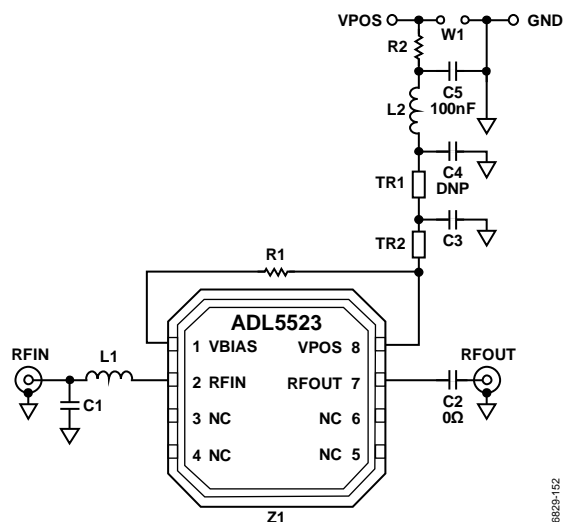 VPOS
W1
GND
R2
C5
100nF
L2
C4
DNP
TR1
C3
TR2
R1
ADL5523
1 VBIAS
VPOS 8
RFIN
L1
RFOUT
2 RFIN
RFOUT 7
C1
C2
0Ω
3 NC
NC 6
4 NC
NC 5
Z1
6829-152